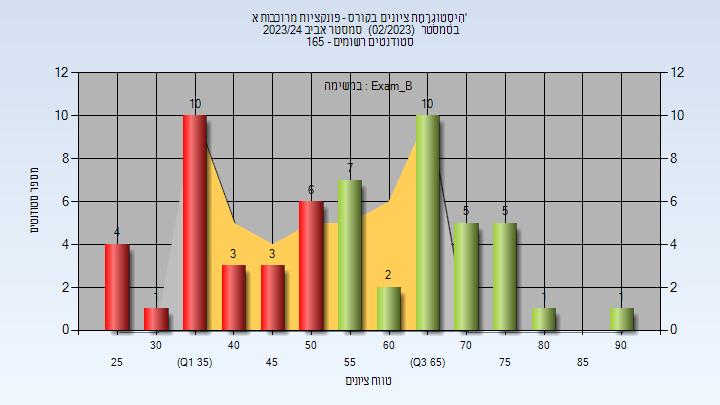 הִיסְטוֹגְרָמַת ציונים בקורס - פונקציות מרוכבות א'
בסמסטר (02/2023) סמסטר אביב 2023/24
סטודנטים רשומים - 165
במשימה : Exam_B
מספר סטודנטים
12 12
10 10
8 8
6 6
4 4
2 2
0 0
4 1 10 3 3 6 7 2 10 5 5 1 1
30 40 50 60 70 80 90
25 (Q1 35) 45 55 (Q3 65) 75 85
טווח ציונים